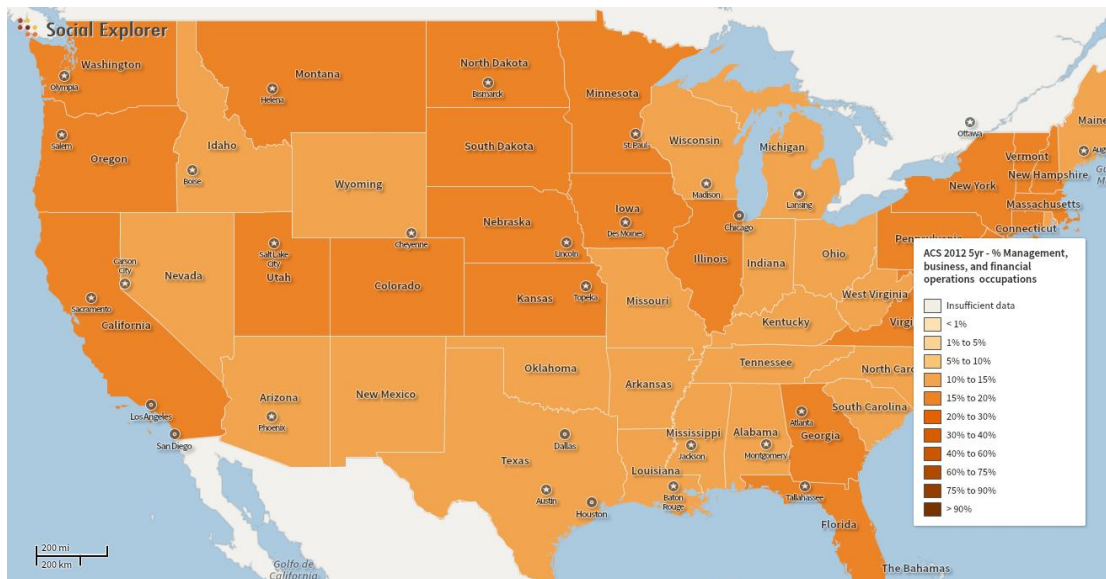 Social Explorer
Washington
Olympia
Montana
Helena
North Dakota
Bismarck
Minnesota
St. Paul
Ottawa
Maine
Salem
Oregon
Idaho
Boise
South Dakota
Wisconsin
Madison
Michigan
Lansing
Vermont
New Hampshire
New York
Massachusetts
Connecticut
Wyoming
Cheyenne
Nebraska
Lincoln
Iowa
Des Moines
Chicago
Illinois
Indiana
Ohio
Carson
City
Nevada
Salt Lake
City
Utah
Colorado
Kansas
Topeka
Missouri
West Virginia
Kentucky
Sacramento
California
Los Angeles
San Diego
Arizona
Phoenix
New Mexico
Oklahoma
Arkansas
Tennessee
North Car
South Carolina
Texas
Dallas
Austin
Houston
Louisiana
Baton
Rouge
Mississippi
Jackson
Alabama
Montgomery
Atlanta
Georgia
Tallahassee
Florida
The Bahamas
Golfo de
California
200 mi
200 km
ACS 2012 5yr - % Management,
business, and financial
operations occupations
Insufficient data
< 1%
1% to 5%
5% to 10%
10% to 15%
15% to 20%
20% to 30%
30% to 40%
40% to 60%
60% to 75%
75% to 90%
> 90%